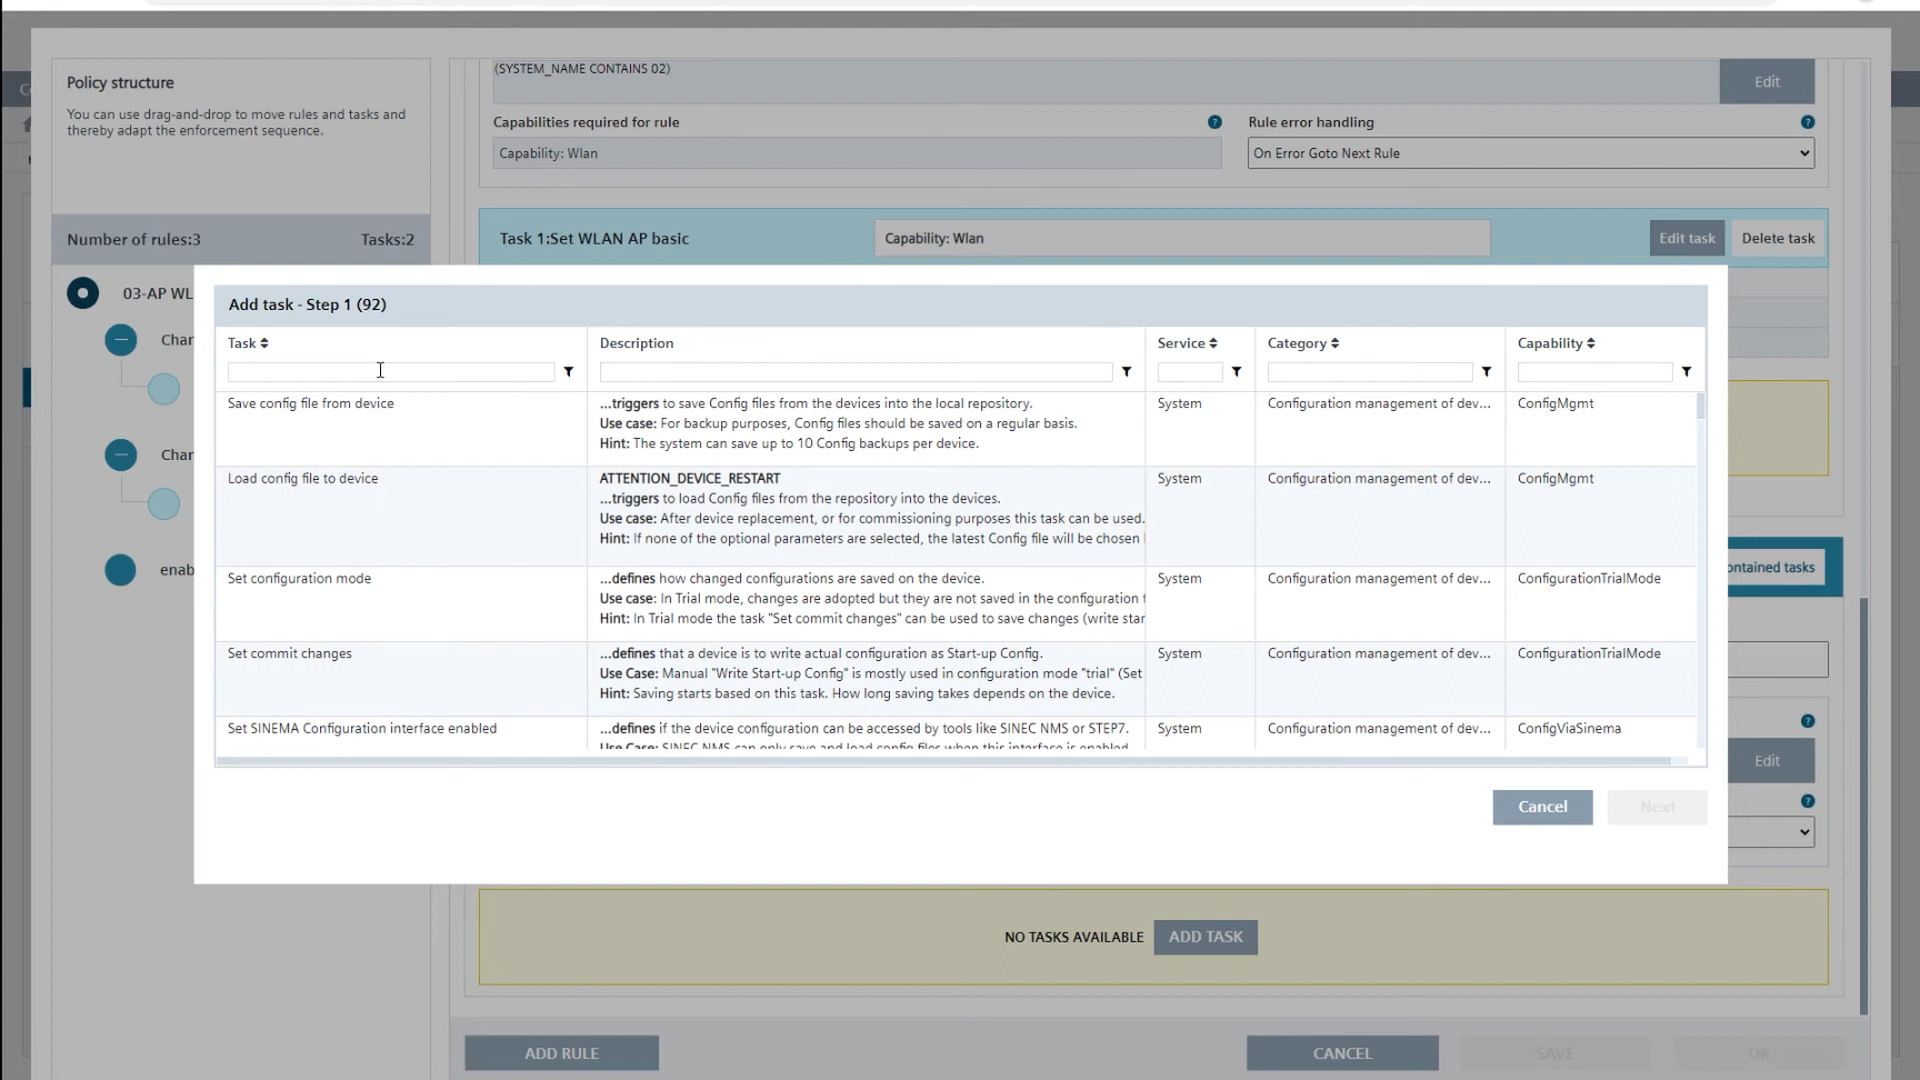 Policy structure
You can use drag-and-drop to move rules and tasks and
thereby adapt the enforcement sequence.
Number of rules:3 Tasks:2
03-AP WL
Char
Char
enab
(SYSTEM_NAME CONTAINS 02)
Edit
Capabilities required for rule ?
Rule error handling ?
Capability: Wlan
On Error Goto Next Rule
Task 1:Set WLAN AP basic
Capability: Wlan
Edit task
Delete task
Add task - Step 1 (92)
Task Description Service Category Capability
Save config file from device
...triggers to save Config files from the devices into the local repository.
Use case: For backup purposes, Config files should be saved on a regular basis.
Hint: The system can save up to 10 Config backups per device.
System
Configuration management of dev...
ConfigMgmt
Load config file to device
ATTENTION_DEVICE_RESTART
...triggers to load Config files from the repository into the devices.
Use case: After device replacement, or for commissioning purposes this task can be used.
Hint: If none of the optional parameters are selected, the latest Config file will be chosen
System
Configuration management of dev...
ConfigMgmt
Set configuration mode
...defines how changed configurations are saved on the device.
Use case: In Trial mode, changes are adopted but they are not saved in the configuration
Hint: In Trial mode the task "Set commit changes" can be used to save changes (write star
System
Configuration management of dev...
ConfigurationTrialMode
Set commit changes
...defines that a device is to write actual configuration as Start-up Config.
Use Case: Manual "Write Start-up Config" is mostly used in configuration mode "trial" (Set
Hint: Saving starts based on this task. How long saving takes depends on the device.
System
Configuration management of dev...
ConfigurationTrialMode
Set SINEMA Configuration interface enabled
...defines if the device configuration can be accessed by tools like SINEC NMS or STEP7.
Use Case: SINEC NMS can only save and load config files when this interface is enabled
System
Configuration management of dev...
ConfigViaSinema
Cancel
Next
ontained tasks
?
Edit
?
NO TASKS AVAILABLE
ADD TASK
ADD RULE
CANCEL
SAVE
OK